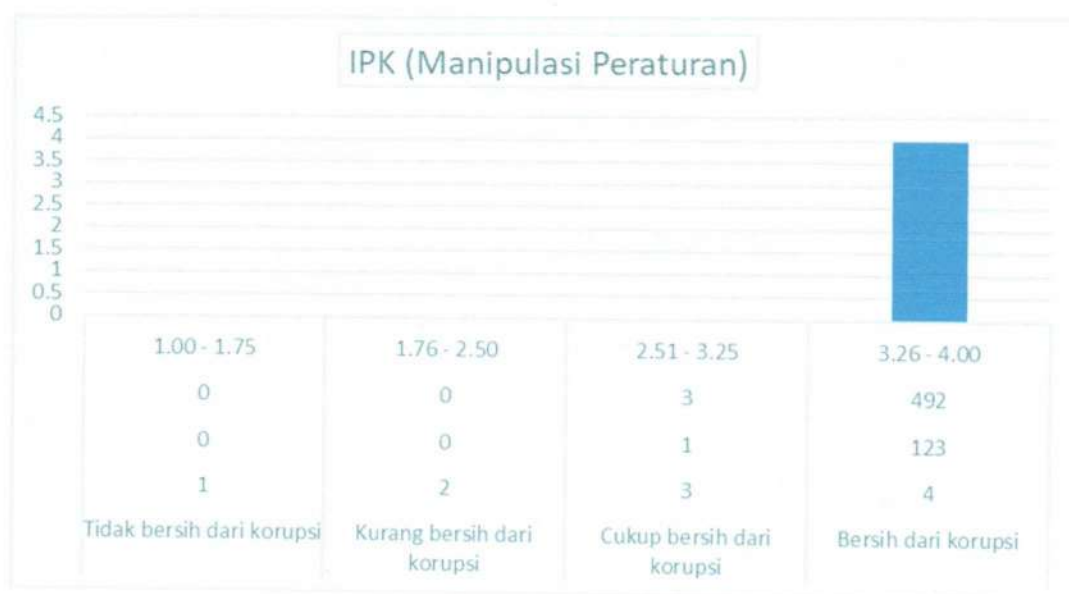 IPK (Manipulasi Peraturan)
4.5
4
3.5
3
2.5
2
1.5
1
0.5
0
1.00 - 1.75 1.76 - 2.50 2.51 - 3.25 3.26 - 4.00
0 0 3 492
0 0 1 123
1 2 3 4
Tidak bersih dari korupsi Kurang bersih dari korupsi Cukup bersih dari korupsi Bersih dari korupsi